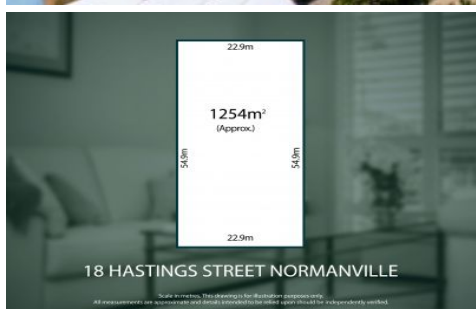 22.9m
1254m²
(Approx.)
54.9m
54.9m
22.9m
18 HASTINGS STREET NORMANVILLE
Scale in metres. This drawing is for illustration purposes only.
All measurements are approximate and details intended to be relied upon should be independently verified.